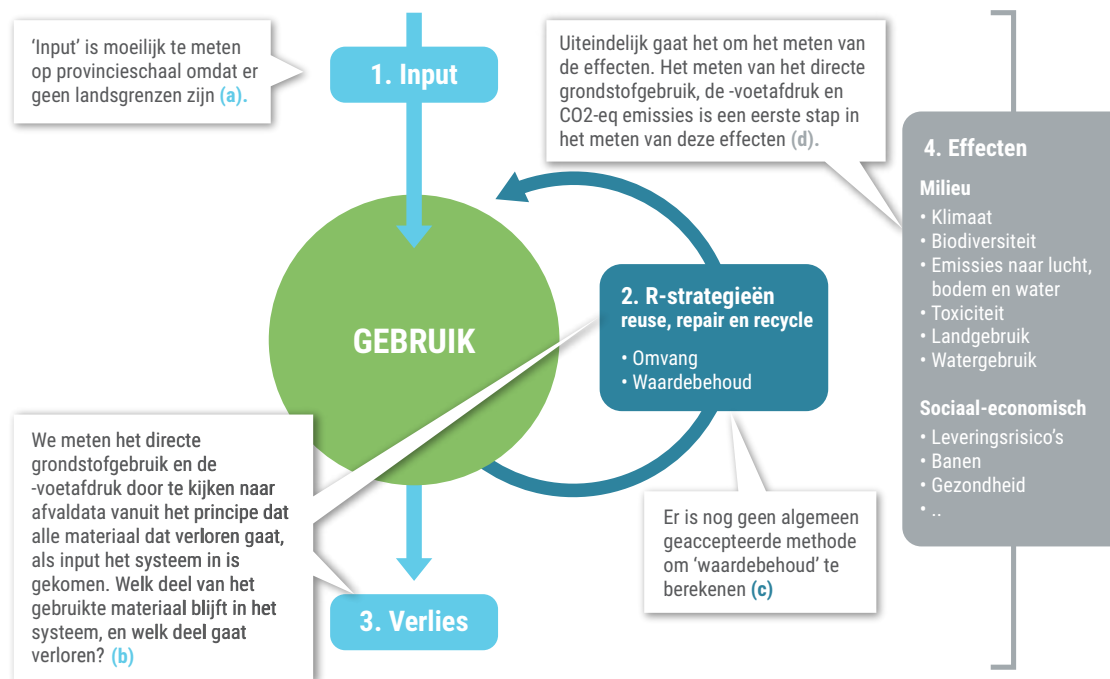 ‘Input’ is moeilijk te meten
op provincieschaal omdat er
geen landsgrenzen zijn (a).
1. Input
Uiteindelijk gaat het om het meten van
de effecten. Het meten van het directe
grondstofgebruik, de -voetafdruk en
CO2-eq emissies is een eerste stap in
het meten van deze effecten (d).
4. Effecten
Milieu
• Klimaat
• Biodiversiteit
• Emissies naar lucht,
bodem en water
• Toxiciteit
• Landgebruik
• Watergebruik
Sociaal-economisch
• Leveringsrisico’s
• Banen
• Gezondheid
• ..
GEBRUIK
2. R-strategieën
reuse, repair en recycle
• Omvang
• Waardebehoud
We meten het directe
grondstofgebruik en de
-voetafdruk door te kijken naar
afvaldata vanuit het principe dat
alle materiaal dat verloren gaat,
als input het systeem in is
gekomen. Welk deel van het
gebruikte materiaal blijft in het
systeem, en welk deel gaat
verloren? (b)
Er is nog geen algemeen
geaccepteerde methode
om ‘waardebehoud’ te
berekenen (c)
3. Verlies